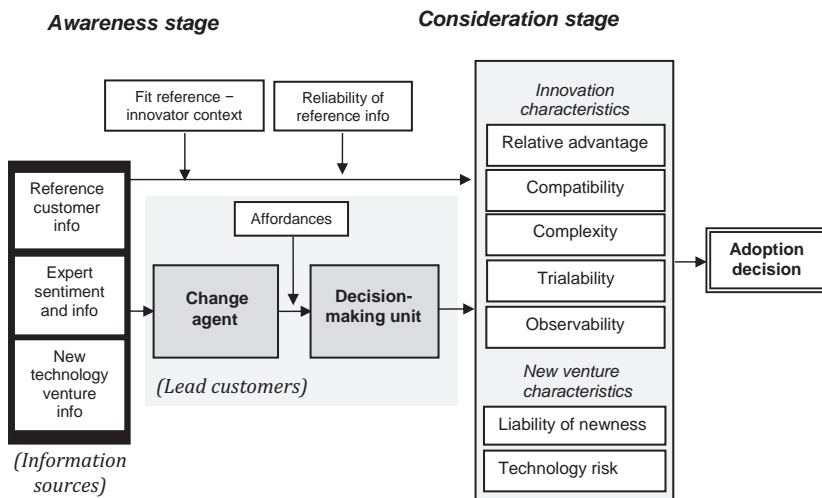 Awareness stage
Consideration stage
Fit reference –
innovator context
Reliability of
reference info
Reference
customer
info
Expert
sentiment
and info
New
technology
venture
info
(Information
sources)
Affordances
Change
agent
Decision-
making unit
(Lead customers)
Innovation
characteristics
Relative advantage
Compatibility
Complexity
Trialability
Observability
New venture
characteristics
Liability of newness
Technology risk
Adoption
decision